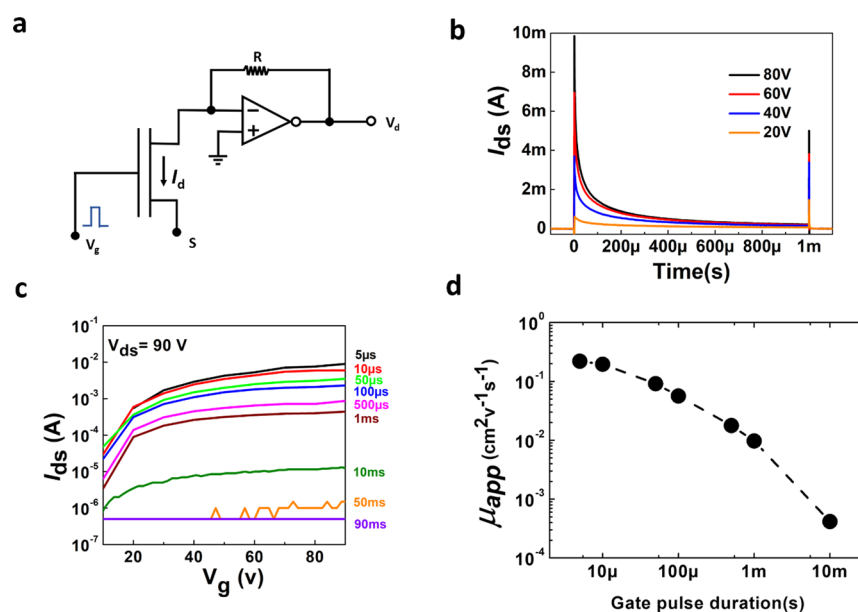 a
R
−
+
V_d
I_d
V_g
S
b
I_ds (A)
10m
8m
6m
4m
2m
0
80V
60V
40V
20V
0 200µ 400µ 600µ 800µ 1m
Time(s)
c
I_ds (A)
10^-1
10^-2
10^-3
10^-4
10^-5
10^-6
10^-7
V_ds= 90 V
5µs
10µs
50µs
100µs
500µs
1ms
10ms
50ms
90ms
20 40 60 80
V_g (v)
d
µ_app (cm^2v^-1s^-1)
10^0
10^-1
10^-2
10^-3
10^-4
10µ 100µ 1m 10m
Gate pulse duration(s)